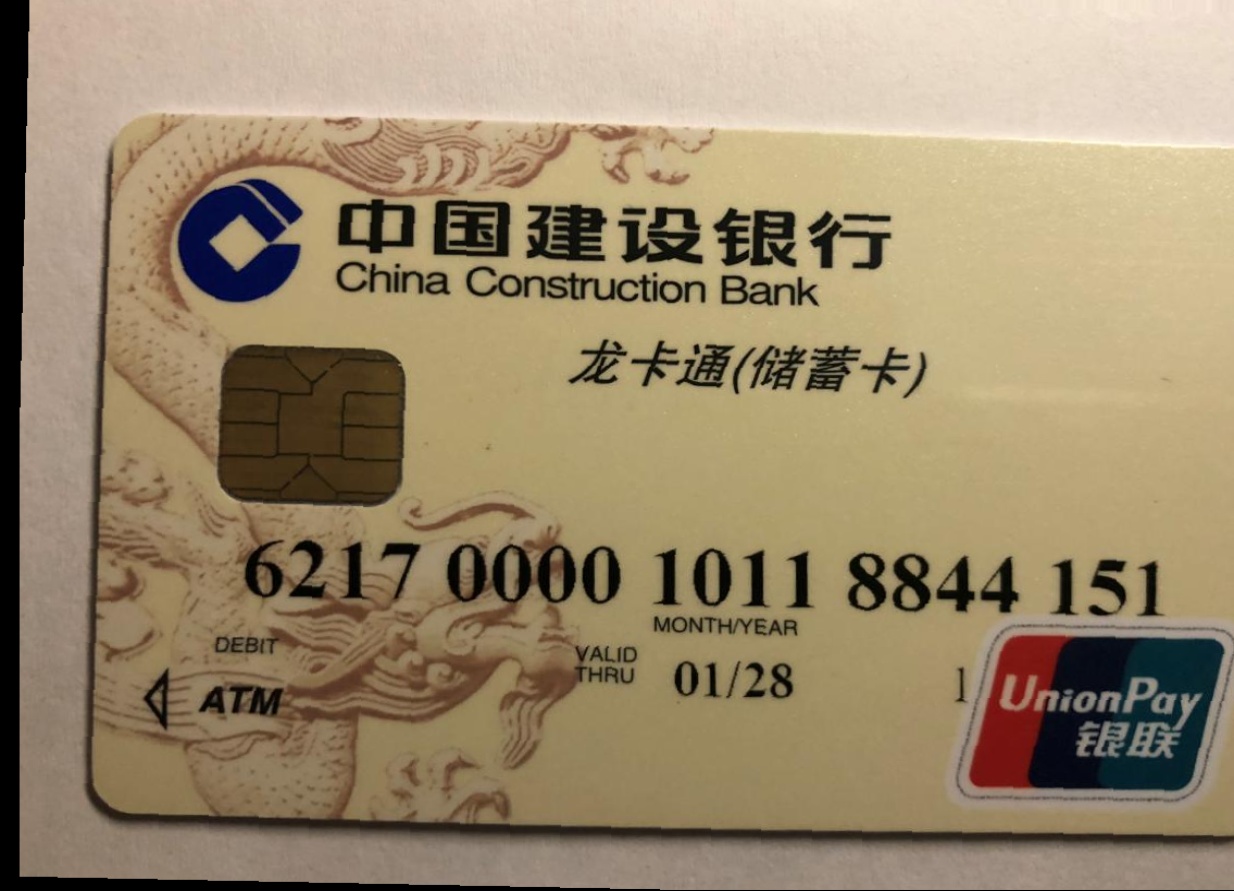 中国建设银行
China Construction Bank
龙卡通(储蓄卡)
6217 0000 1011 8844 151
MONTH/YEAR
DEBIT
VALID
THRU
01/28
1
ATM
UnionPay
银联